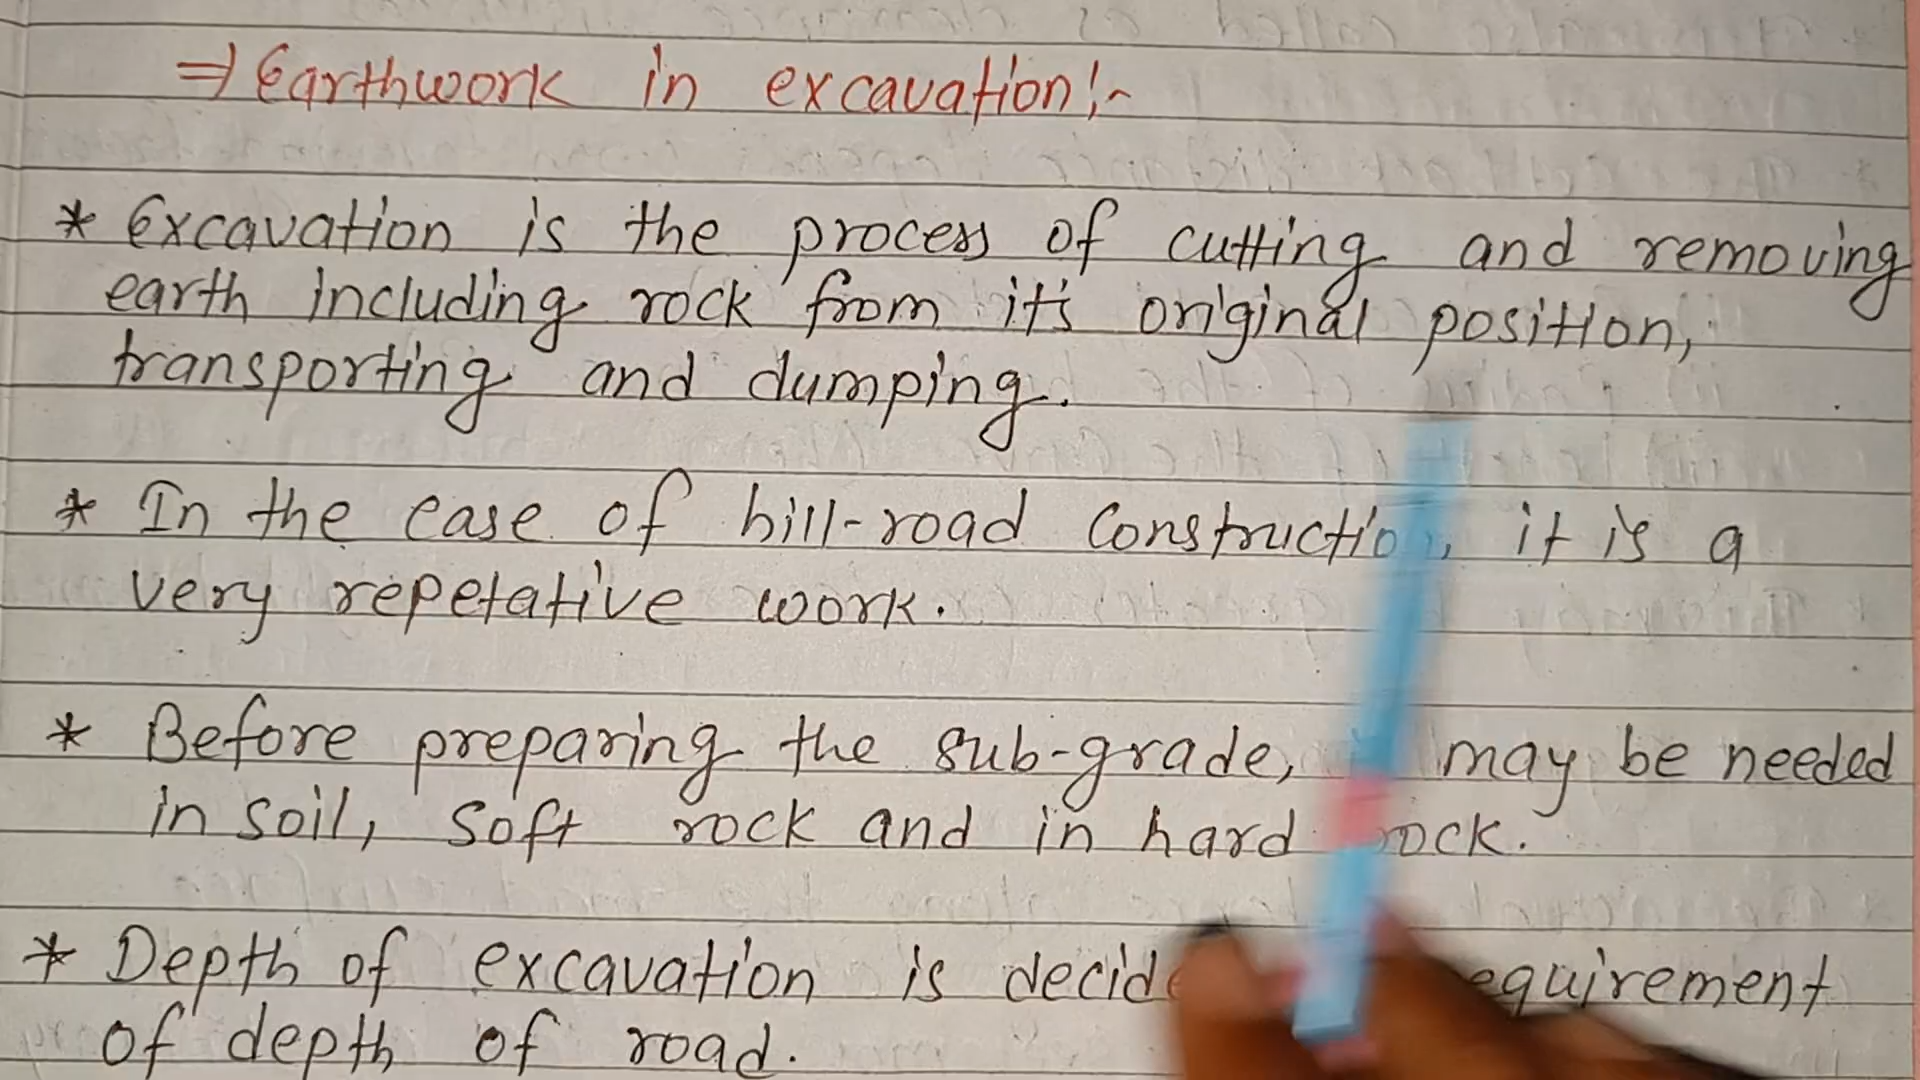 ⇒ Earthwork in excavation:-
* Excavation is the process of cutting and removing
earth including rock from it's original position,
transporting and dumping.
* In the case of hill-road construction, it is a
very repetative work.
* Before preparing the sub-grade, may be needed
in soil, soft rock and in hard rock.
* Depth of excavation is requirement
of depth of road.